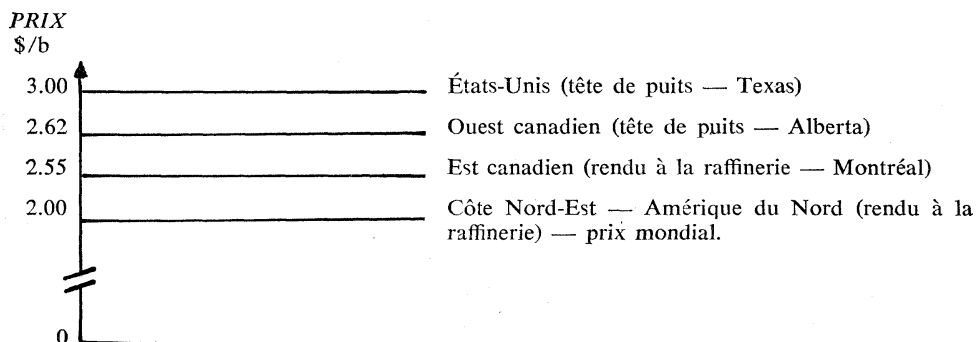 PRIX
$/b
3.00 États-Unis (tête de puits — Texas)
2.62 Ouest canadien (tête de puits — Alberta)
2.55 Est canadien (rendu à la raffinerie — Montréal)
2.00 Côte Nord-Est — Amérique du Nord (rendu à la
raffinerie) — prix mondial.
0